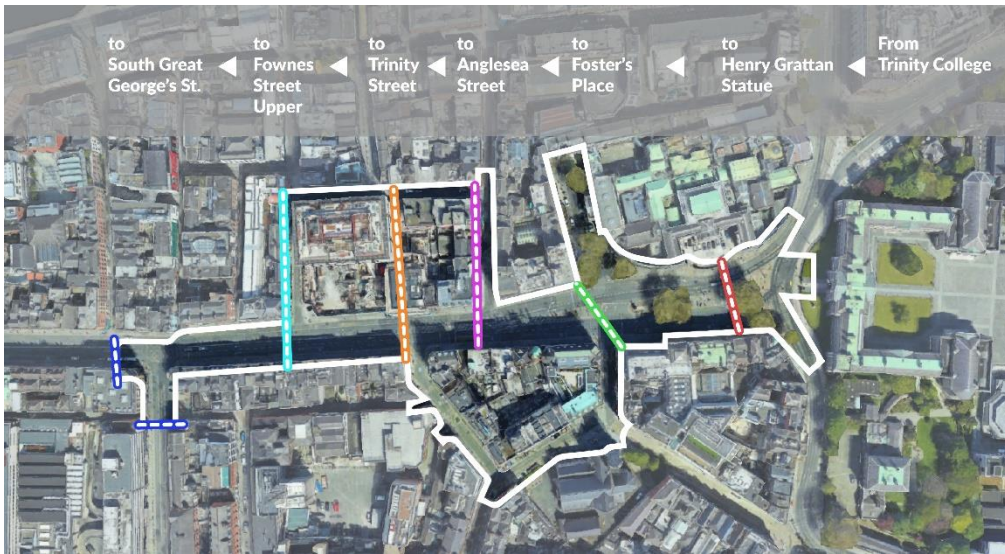 to
South Great
George's St.
to
Fownes
Street
Upper
to
Trinity
Street
to
Anglesea
Street
to
Foster's
Place
to
Henry Grattan
Statue
From
Trinity College